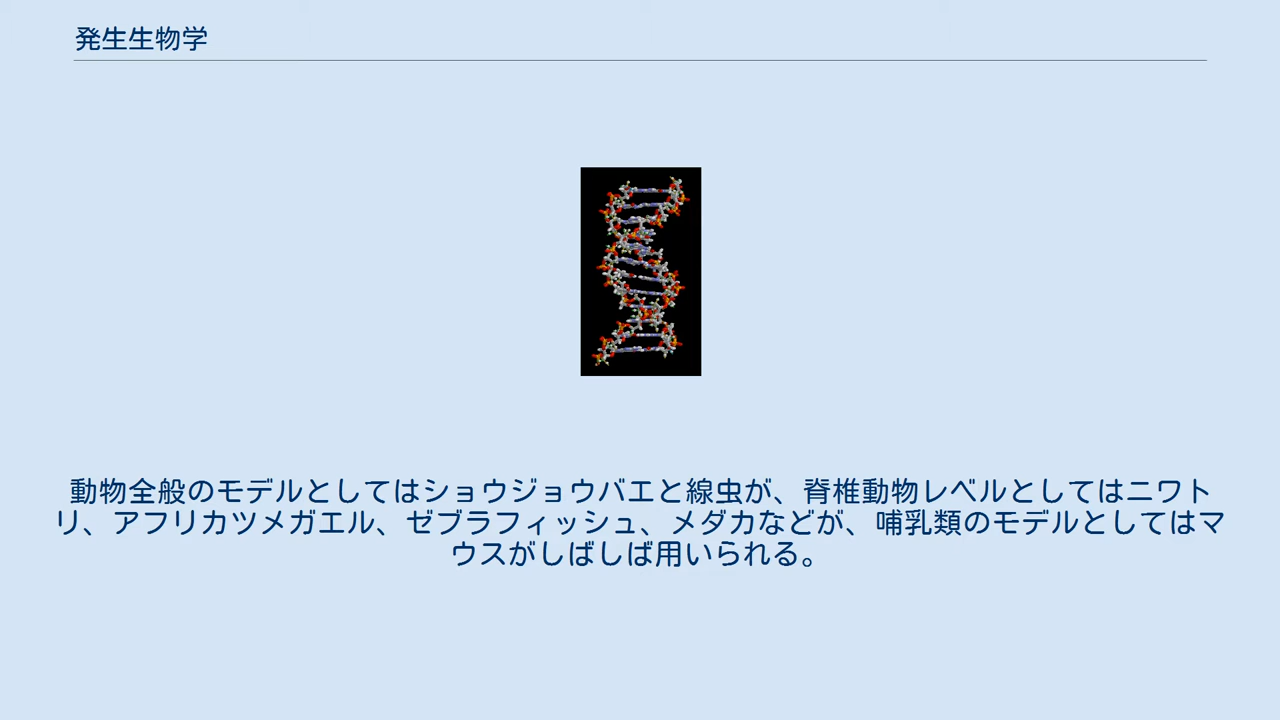 発生生物学
動物全般のモデルとしてはショウジョウバエと線虫が、脊椎動物レベルとしてはニワト
リ、アフリカツメガエル、ゼブラフィッシュ、メダカなどが、哺乳類のモデルとしてはマ
ウスがしばしば用いられる。